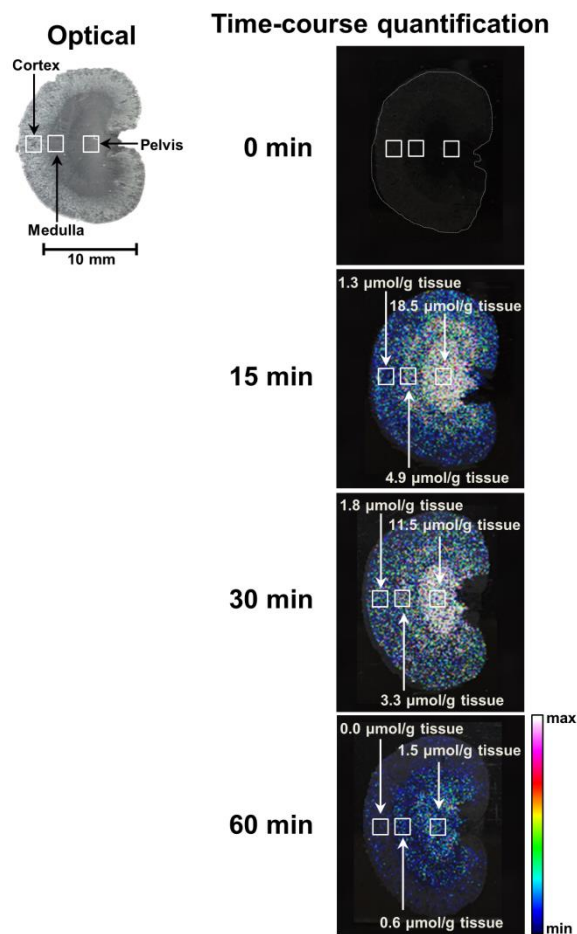 Optical
Time-course quantification
Cortex
Pelvis
Medulla
10 mm
0 min
15 min
1.3 µmol/g tissue
18.5 µmol/g tissue
4.9 µmol/g tissue
30 min
1.8 µmol/g tissue
11.5 µmol/g tissue
3.3 µmol/g tissue
60 min
0.0 µmol/g tissue
1.5 µmol/g tissue
0.6 µmol/g tissue
max
min